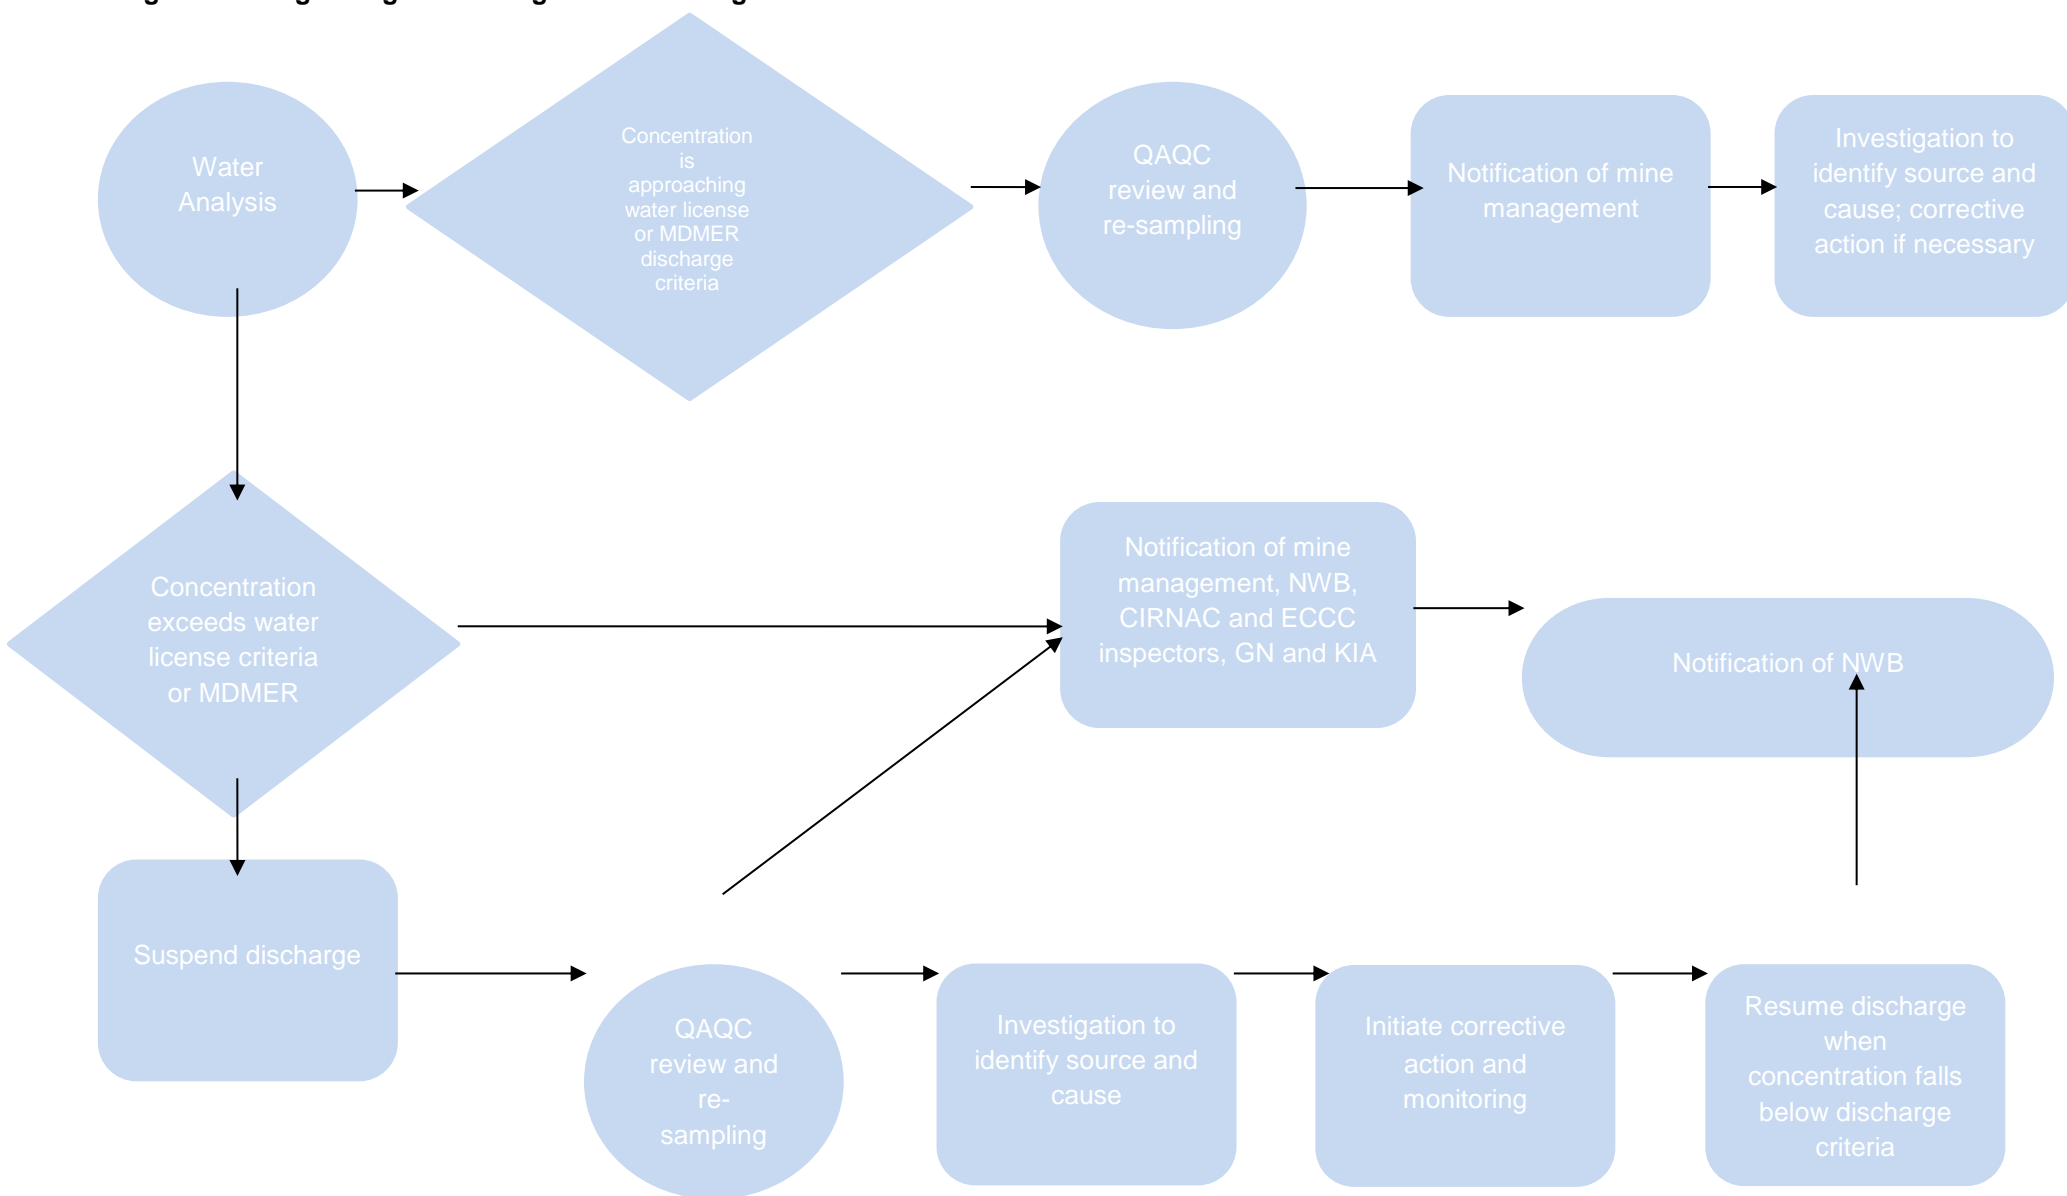 Water
Analysis
Concentration
is
approaching
water license
or MDMER
discharge
criteria
QAQC
review and
re-sampling
Notification of mine
management
Investigation to
identify source and
cause; corrective
action if necessary
Concentration
exceeds water
license criteria
or MDMER
Notification of mine
management, NWB,
CIRNAC and ECCC
inspectors, GN and KIA
Notification of NWB
Suspend discharge
QAQC
review and
re-
sampling
Investigation to
identify source and
cause
Initiate corrective
action and
monitoring
Resume discharge
when
concentration falls
below discharge
criteria